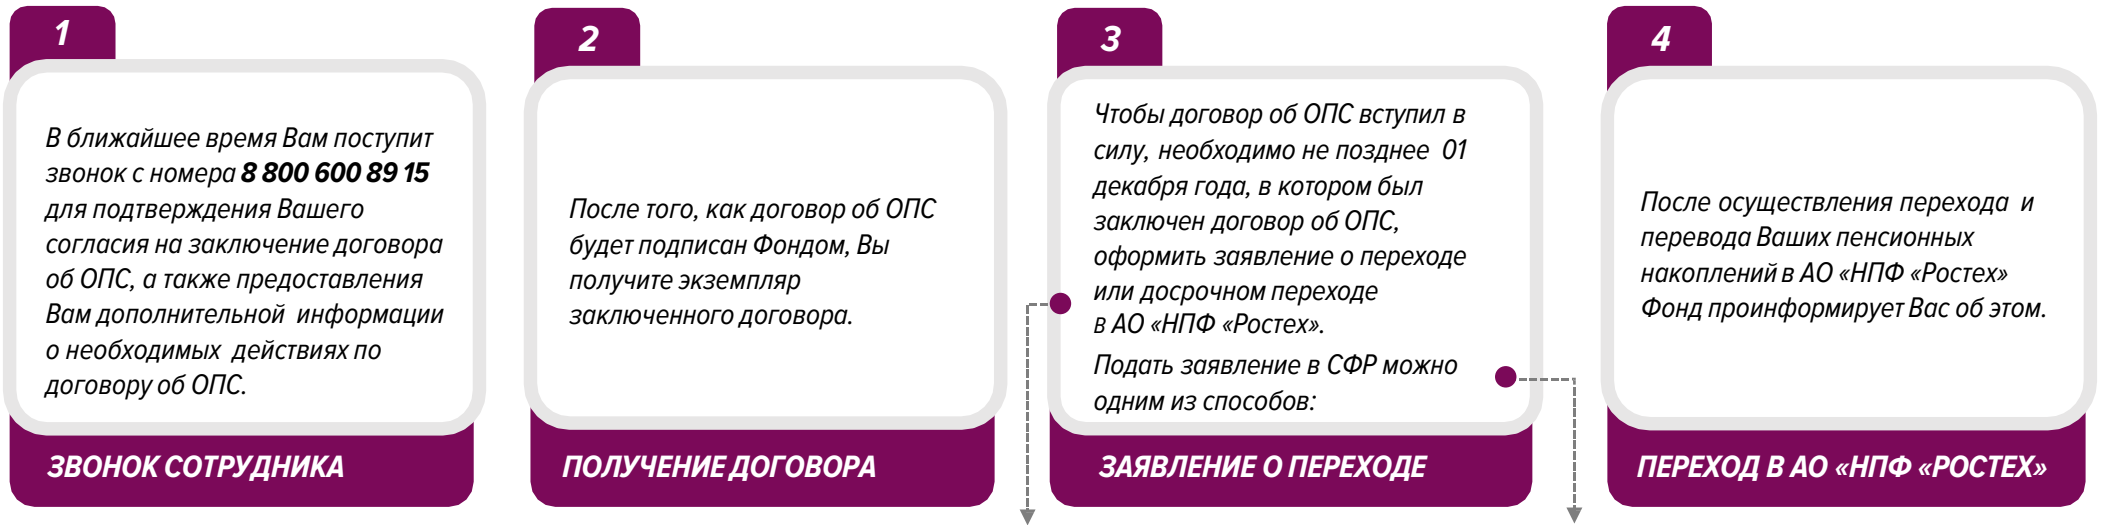 1
В ближайшее время Вам поступит
звонок с номера 8 800 600 89 15
для подтверждения Вашего
согласия на заключение договора
об ОПС, а также предоставления
Вам дополнительной информации
о необходимых действиях по
договору об ОПС.
ЗВОНОК СОТРУДНИКА
2
После того, как договор об ОПС
будет подписан Фондом, Вы
получите экземпляр
заключенного договора.
ПОЛУЧЕНИЕ ДОГОВОРА
3
Чтобы договор об ОПС вступил в
силу, необходимо не позднее 01
декабря года, в котором был
заключен договор об ОПС,
оформить заявление о переходе
или досрочном переходе
в АО «НПФ «Ростех».
Подать заявление в СФР можно
одним из способов:
ЗАЯВЛЕНИЕ О ПЕРЕХОДЕ
4
После осуществления перехода и
перевода Ваших пенсионных
накоплений в АО «НПФ «Ростех»
Фонд проинформирует Вас об этом.
ПЕРЕХОД В АО «НПФ «РОСТЕХ»